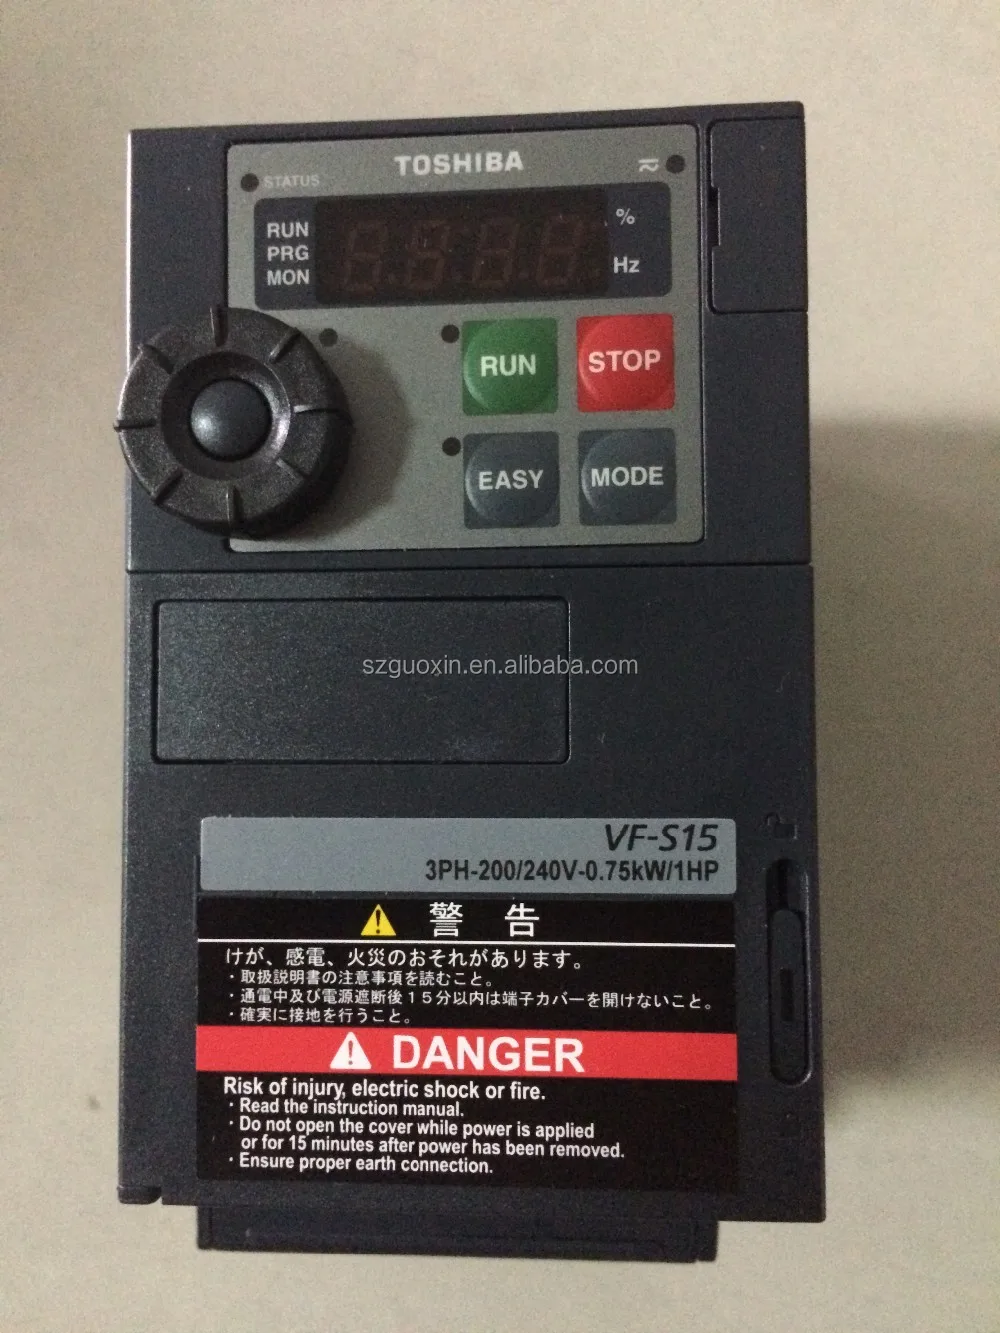 TOSHIBA
STATUS
RUN
PRG
MON
%
Hz
RUN
STOP
EASY
MODE
szguoxin.en.alibaba.com
VF-S15
3PH-200/240V-0.75kW/1HP
警 告
けが、感電、火災のおそれがあります。
・取扱説明書の注意事項を読むこと。
・通電中及び電源遮断後15分以内は端子カバーを開けないこと。
・確実に接地を行うこと。
DANGER
Risk of injury, electric shock or fire.
・Read the instruction manual.
・Do not open the cover while power is applied
or for 15 minutes after power has been removed.
・Ensure proper earth connection.